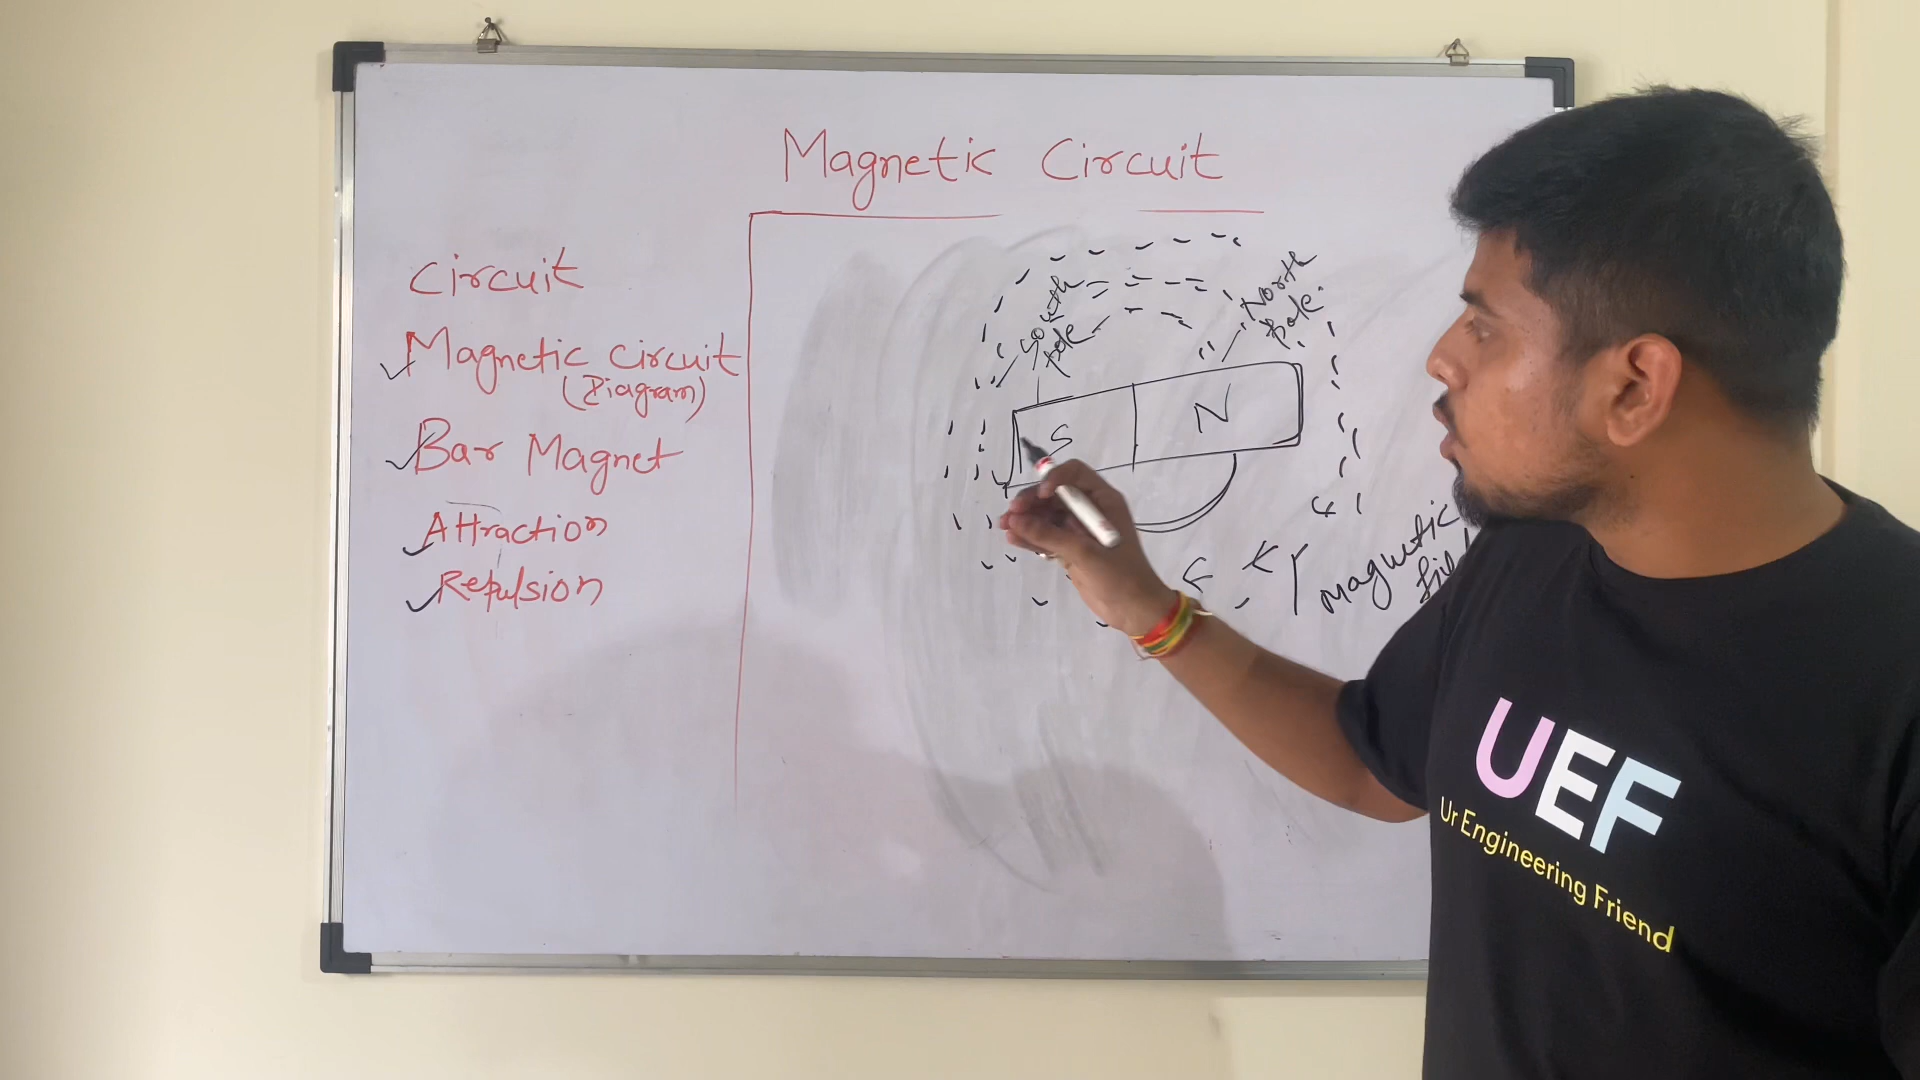 Magnetic Circuit
Circuit
Magnetic circuit
(Diagram)
Bar Magnet
Attraction
Repulsion
South
pole
North
Pole.
S
N
Magnetic
UEF
Ur Engineering Friend